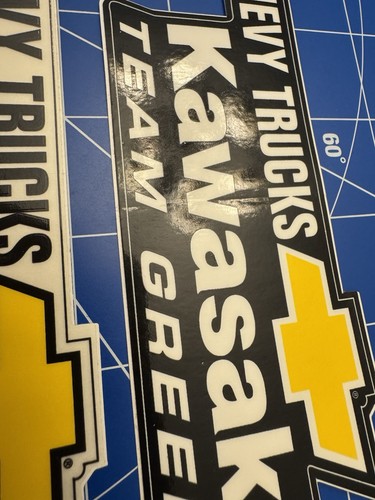 VY TRUCKS
®
EVY TRUCKS
®
Kawasak
TEAM GREE
60°